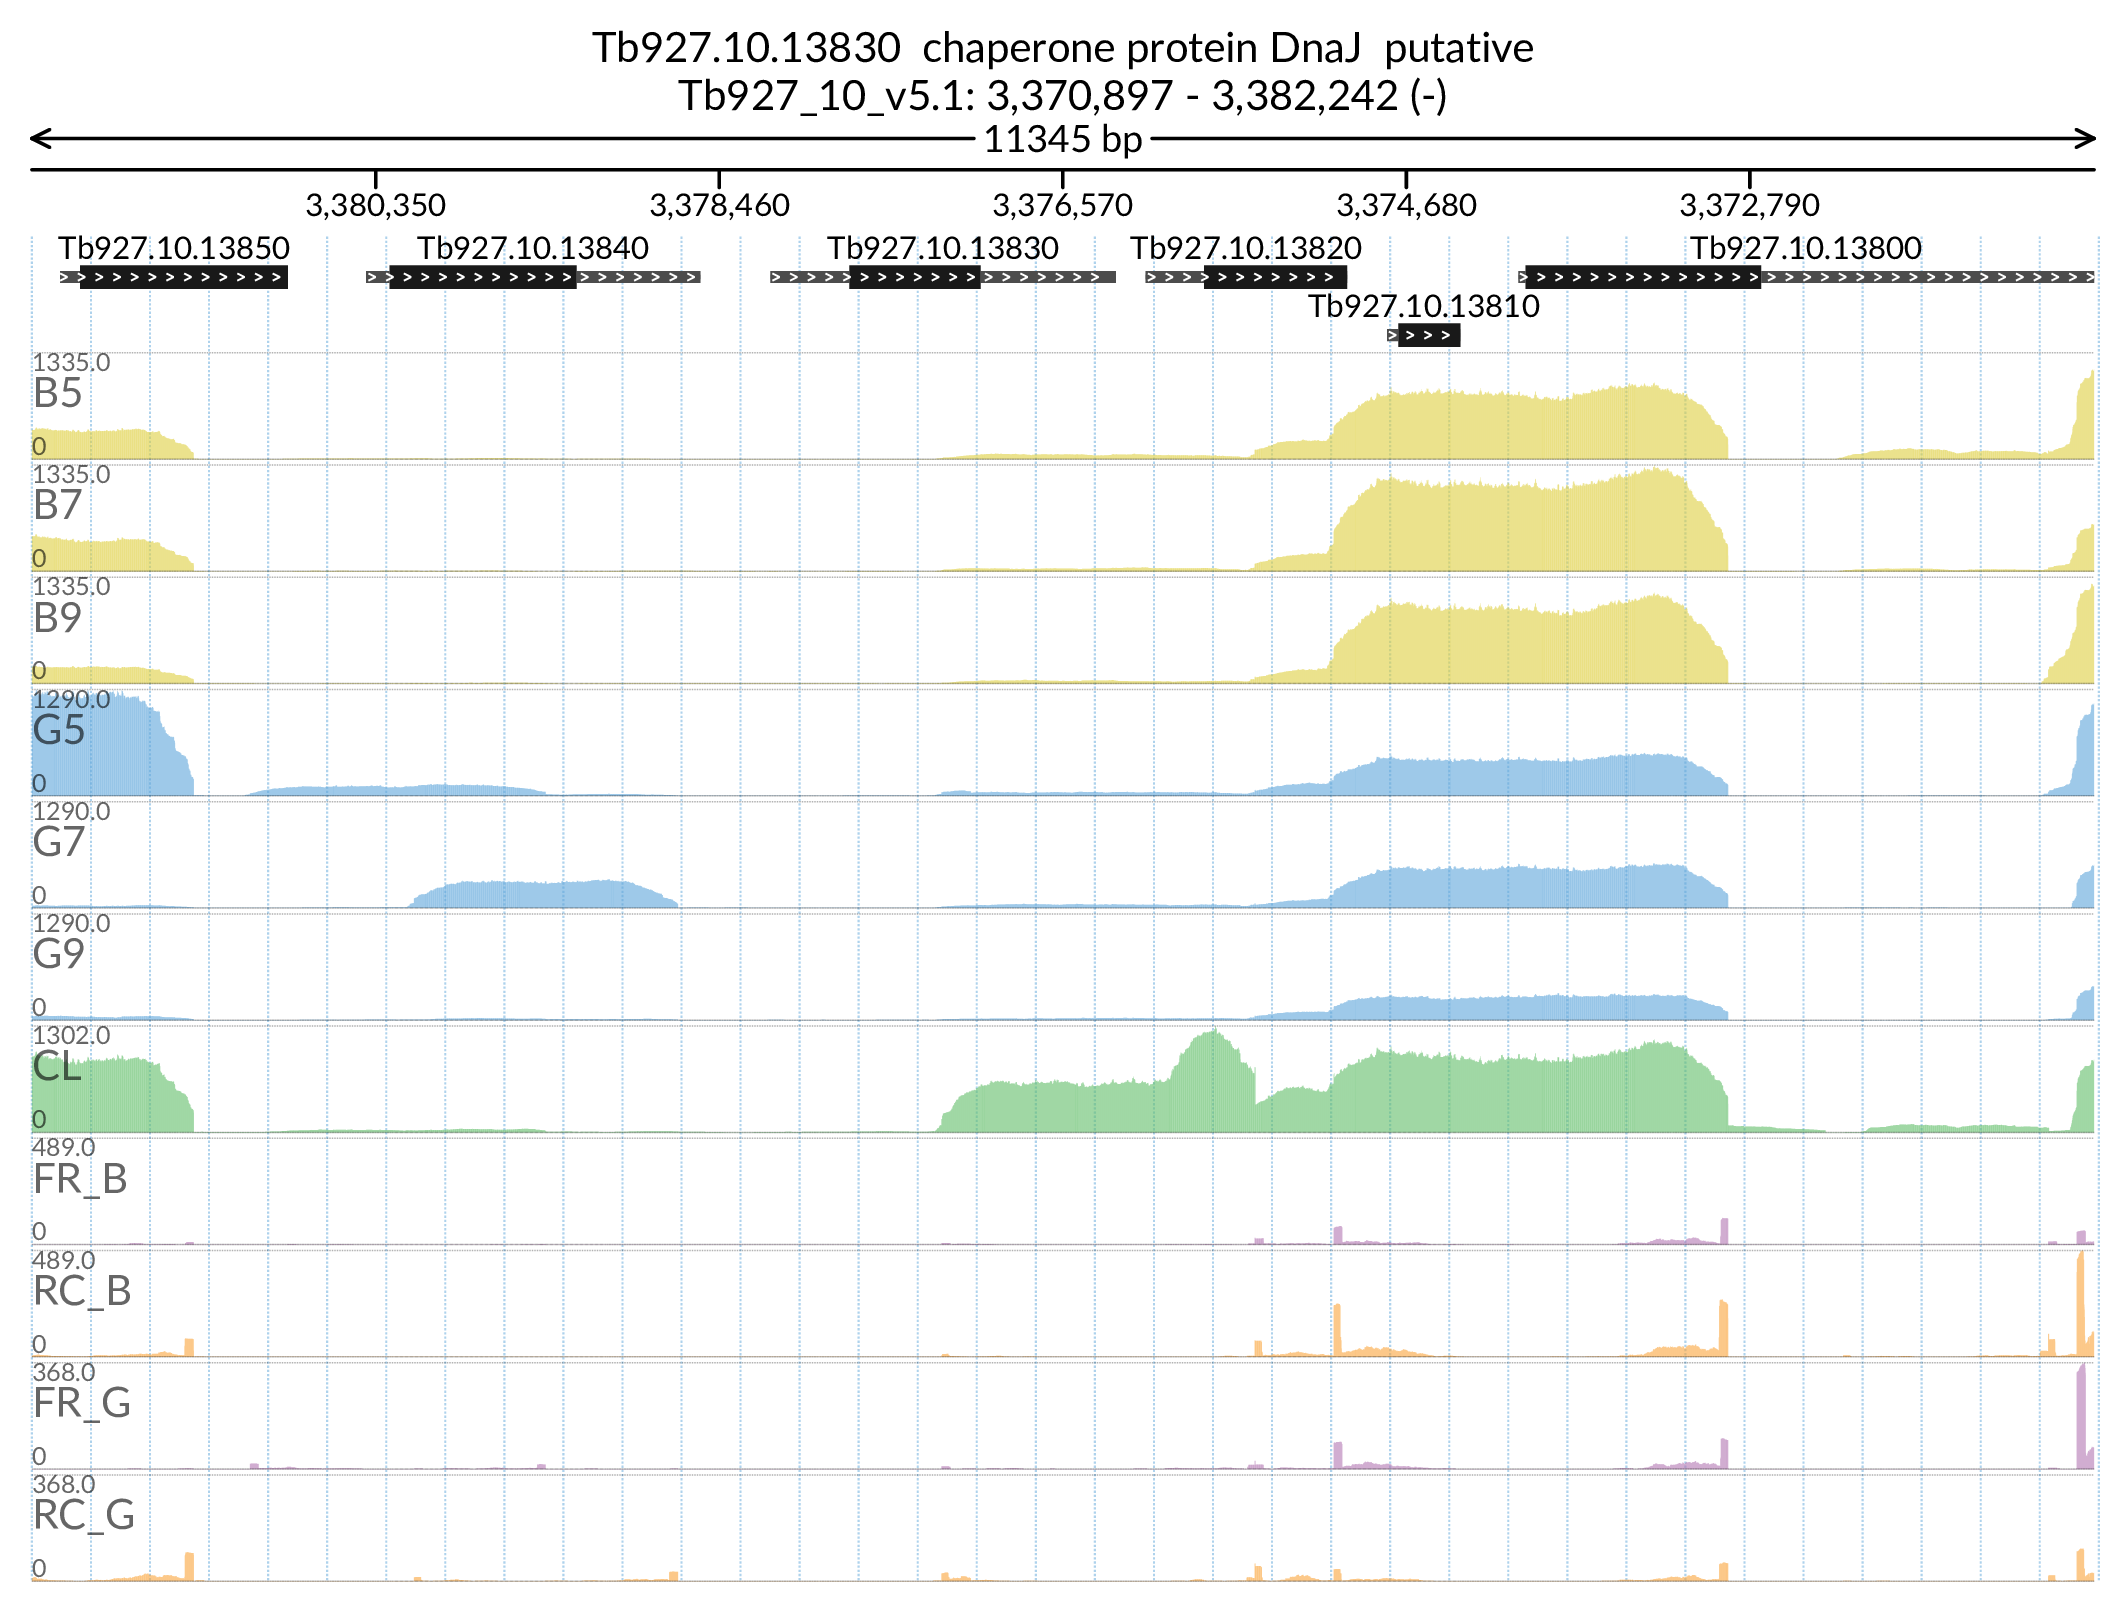 Tb927.10.13830 chaperone protein DnaJ putative
Tb927_10_v5.1: 3,370,897 - 3,382,242 (-)
11345 bp
3,380,350 3,378,460 3,376,570 3,374,680 3,372,790
Tb927.10.13850 Tb927.10.13840 Tb927.10.13830 Tb927.10.13820 Tb927.10.13800
Tb927.10.13810
1335.0
B5
0
1335.0
B7
0
1335.0
B9
0
1290.0
G5
0
1290.0
G7
0
1290.0
G9
0
1302.0
CL
0
489.0
FR_B
0
489.0
RC_B
0
368.0
FR_G
0
368.0
RC_G
0